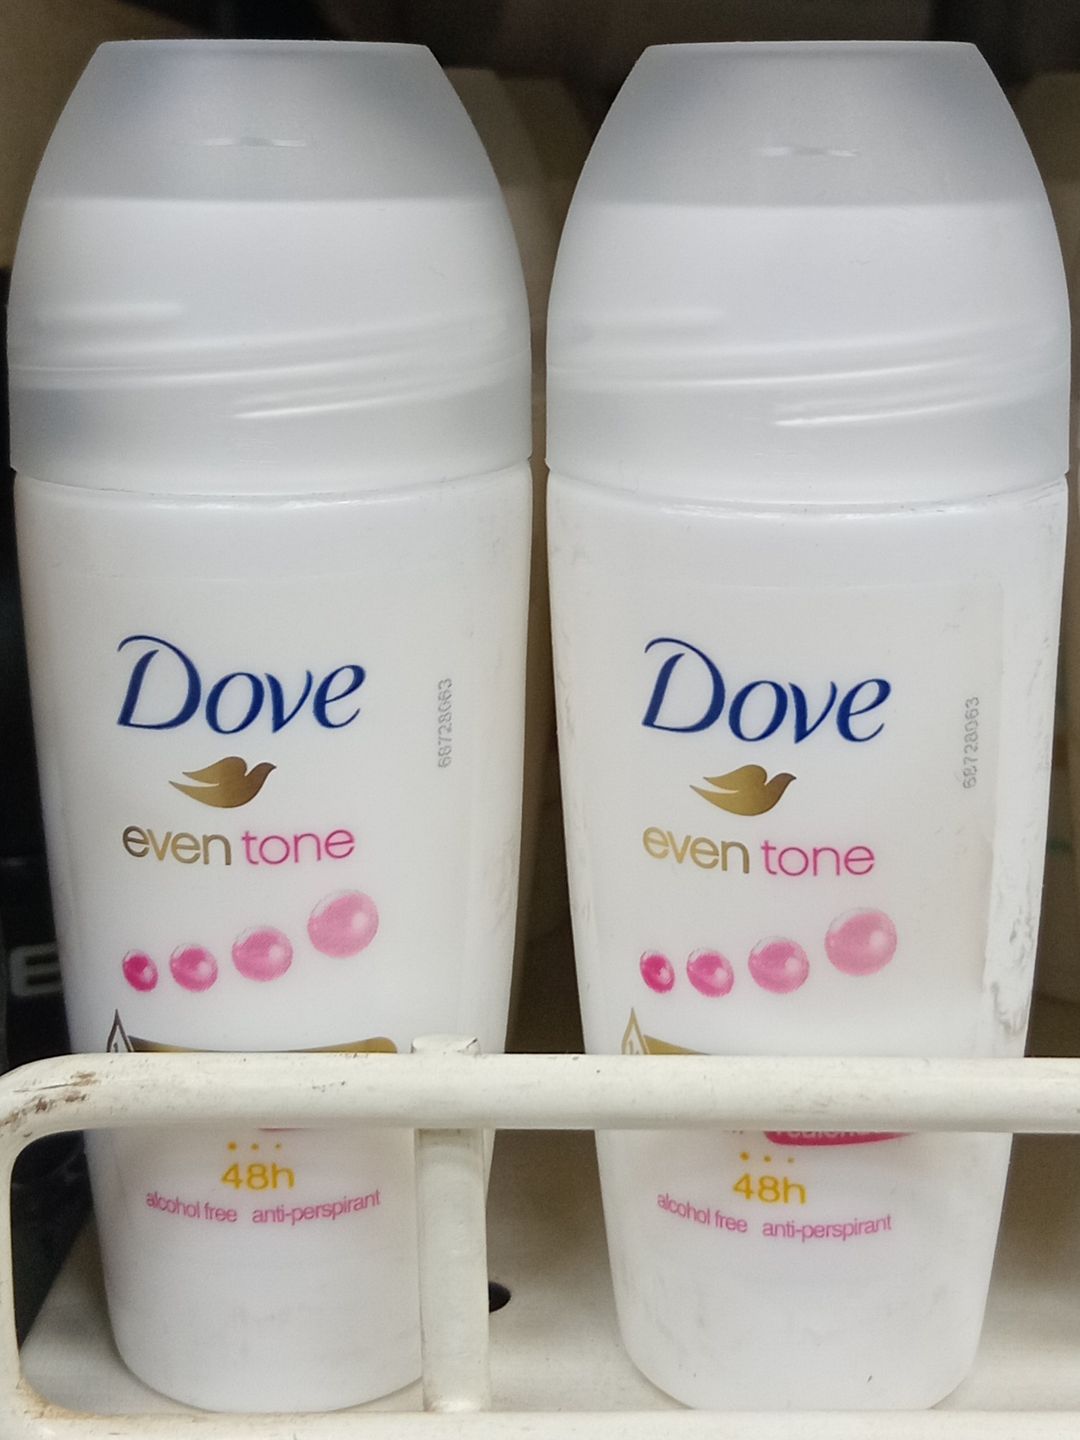 Dove
even tone
68728063
48h
alcohol free anti-perspirant
Dove
even tone
68728063
48h
alcohol free anti-perspirant